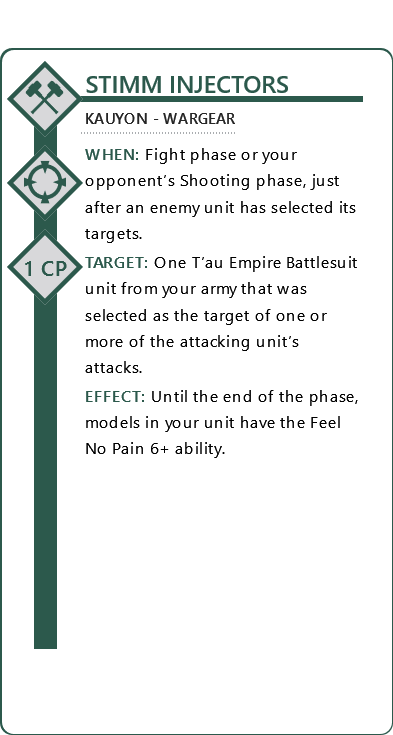 STIMM INJECTORS
KAUYON - WARGEAR
WHEN: Fight phase or your
opponent's Shooting phase, just
after an enemy unit has selected its
targets.
1 CP
TARGET: One T'au Empire Battlesuit
unit from your army that was
selected as the target of one or
more of the attacking unit's
attacks.
EFFECT: Until the end of the phase,
models in your unit have the Feel
No Pain 6+ ability.